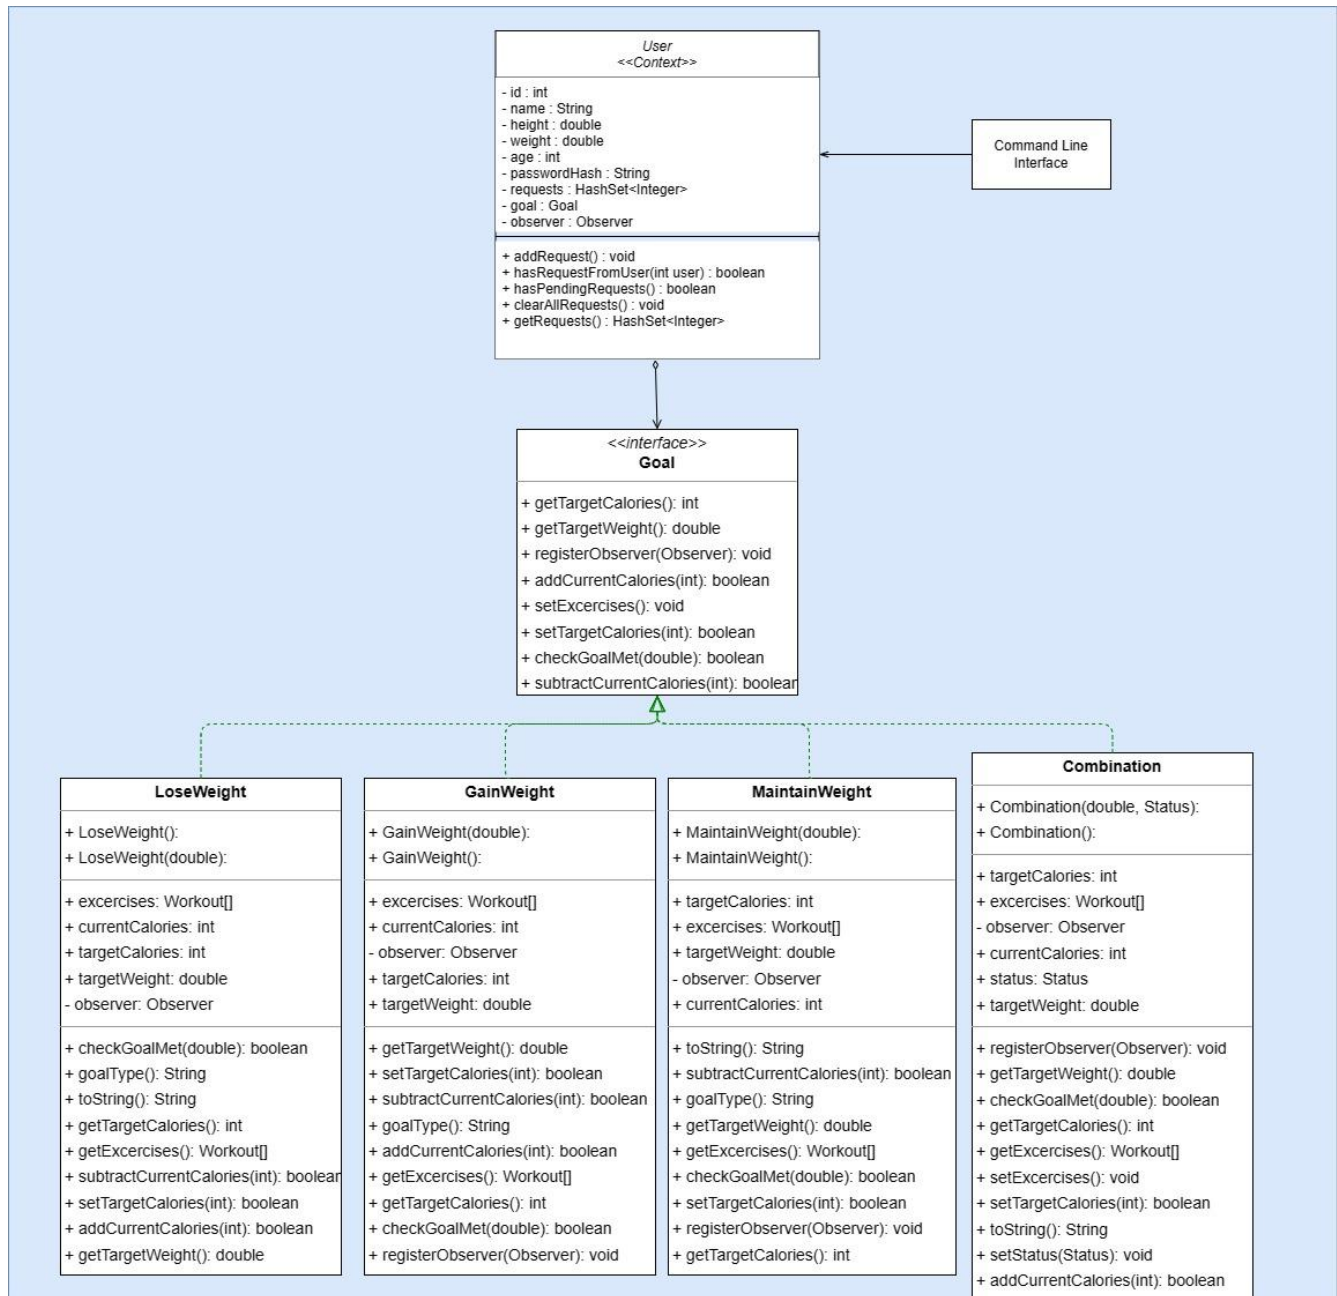 User
<<Context>>
- id : int
- name : String
- height : double
- weight : double
- age : int
- passwordHash : String
- requests : HashSet<Integer>
- goal : Goal
- observer : Observer
+ addRequest() : void
+ hasRequestFromUser(int user) : boolean
+ hasPendingRequests() : boolean
+ clearAllRequests() : void
+ getRequests() : HashSet<Integer>
Command Line
Interface
<<interface>>
Goal
+ getTargetCalories(): int
+ getTargetWeight(): double
+ registerObserver(Observer): void
+ addCurrentCalories(int): boolean
+ setExcercises(): void
+ setTargetCalories(int): boolean
+ checkGoalMet(double): boolean
+ subtractCurrentCalories(int): boolean
LoseWeight
+ LoseWeight():
+ LoseWeight(double):
+ excercises: Workout[]
+ currentCalories: int
+ targetCalories: int
+ targetWeight: double
- observer: Observer
+ checkGoalMet(double): boolean
+ goalType(): String
+ toString(): String
+ getTargetCalories(): int
+ getExcercises(): Workout[]
+ subtractCurrentCalories(int): boolean
+ setTargetCalories(int): boolean
+ addCurrentCalories(int): boolean
+ getTargetWeight(): double
GainWeight
+ GainWeight(double):
+ GainWeight():
+ excercises: Workout[]
+ currentCalories: int
- observer: Observer
+ targetCalories: int
+ targetWeight: double
+ getTargetWeight(): double
+ setTargetCalories(int): boolean
+ subtractCurrentCalories(int): boolean
+ goalType(): String
+ addCurrentCalories(int): boolean
+ getExcercises(): Workout[]
+ getTargetCalories(): int
+ checkGoalMet(double): boolean
+ registerObserver(Observer): void
MaintainWeight
+ MaintainWeight(double):
+ MaintainWeight():
+ targetCalories: int
+ excercises: Workout[]
+ targetWeight: double
- observer: Observer
+ currentCalories: int
+ toString(): String
+ subtractCurrentCalories(int): boolean
+ goalType(): String
+ getTargetWeight(): double
+ getExcercises(): Workout[]
+ checkGoalMet(double): boolean
+ setTargetCalories(int): boolean
+ registerObserver(Observer): void
+ getTargetCalories(): int
Combination
+ Combination(double, Status):
+ Combination():
+ targetCalories: int
+ excercises: Workout[]
- observer: Observer
+ currentCalories: int
+ status: Status
+ targetWeight: double
+ registerObserver(Observer): void
+ getTargetWeight(): double
+ checkGoalMet(double): boolean
+ getTargetCalories(): int
+ getExcercises(): Workout[]
+ setExcercises(): void
+ setTargetCalories(int): boolean
+ toString(): String
+ setStatus(Status): void
+ addCurrentCalories(int): boolean